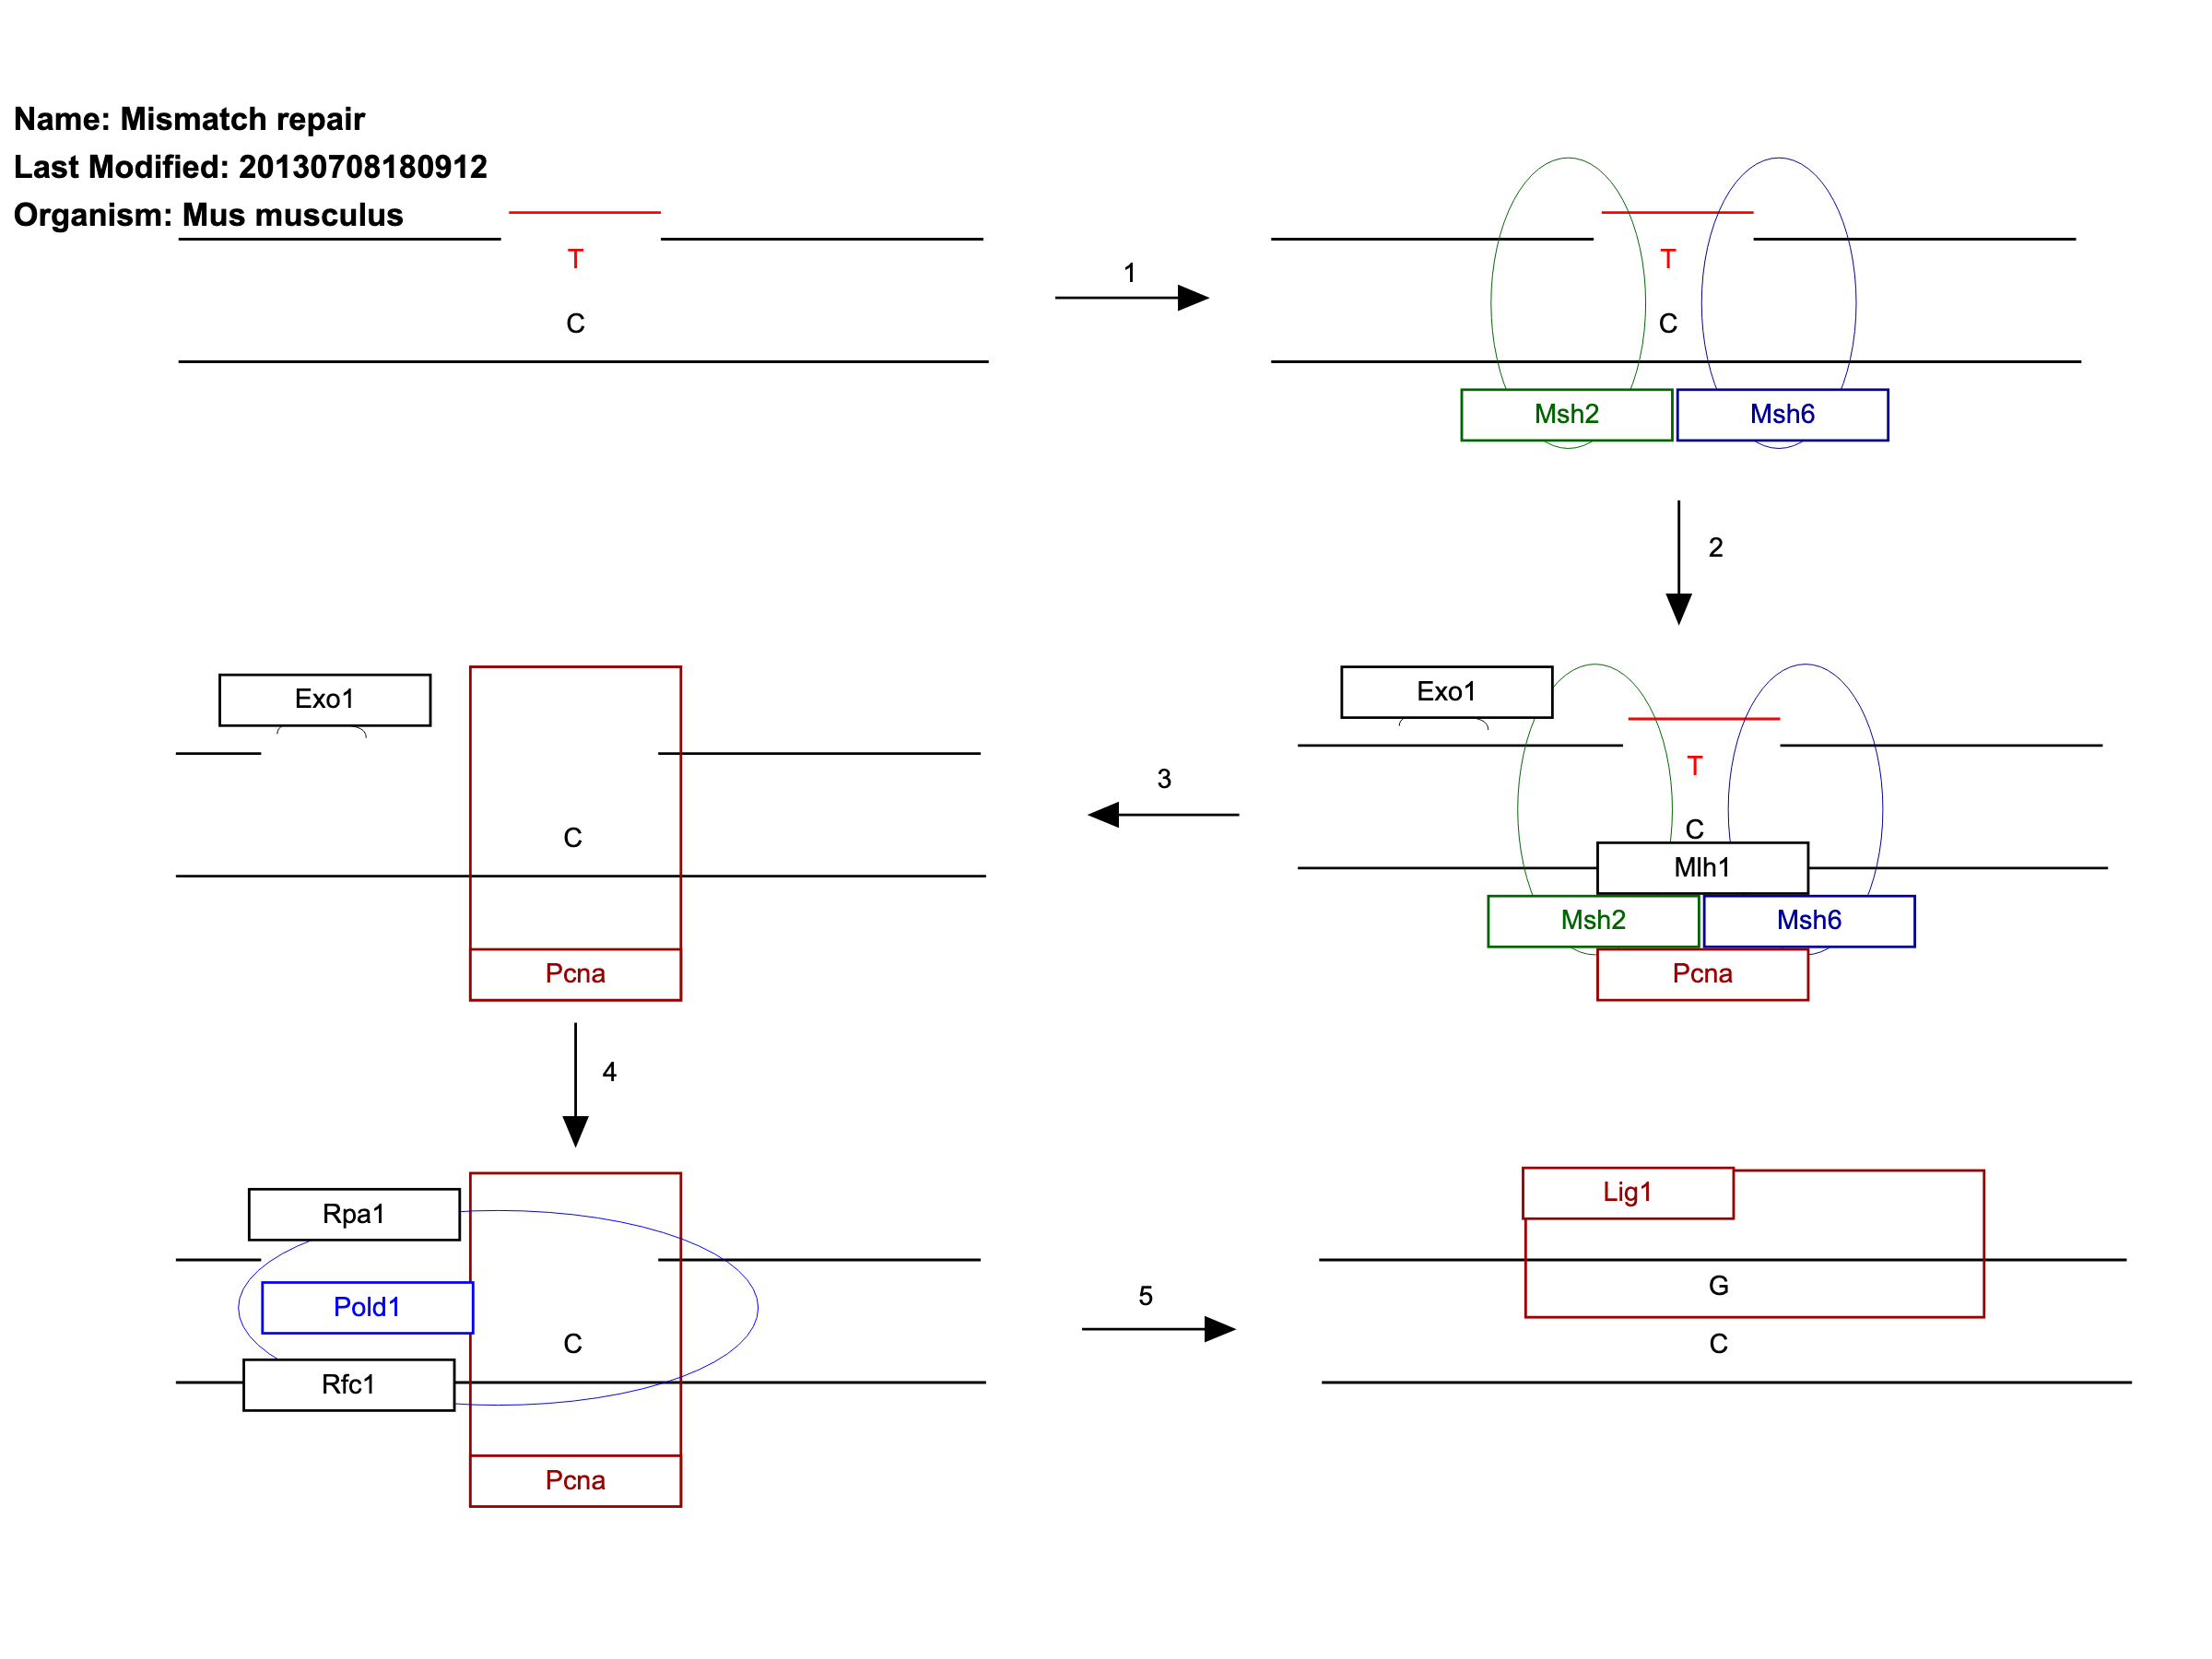 Name: Mismatch repair
Last Modified: 20130708180912
Organism: Mus musculus
T
C
1
T
C
Msh2
Msh6
2
Exo1
T
C
Mlh1
Msh2
Msh6
Pcna
3
Exo1
C
Pcna
4
Rpa1
Pold1
C
Rfc1
Pcna
5
Lig1
G
C